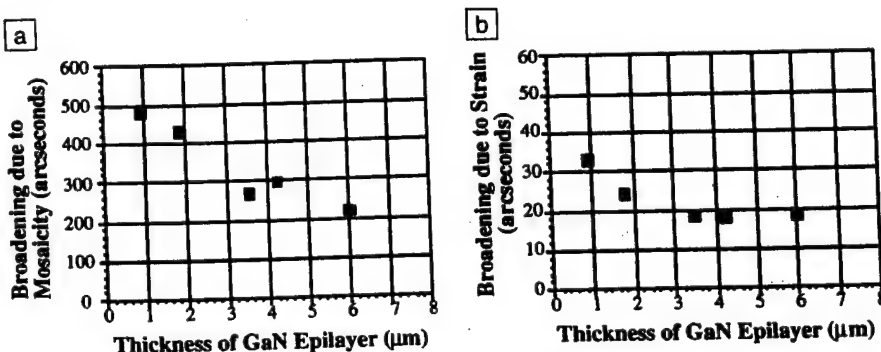 a
600
500
400
300
200
100
0
0 1 2 3 4 5 6 7 8
Broadening due to
Mosaicity (arcseconds)
Thickness of GaN Epilayer (μm)
b
60
50
40
30
20
10
0
0 1 2 3 4 5 6 7 8
Broadening due to Strain
(arcseconds)
Thickness of GaN Epilayer (μm)